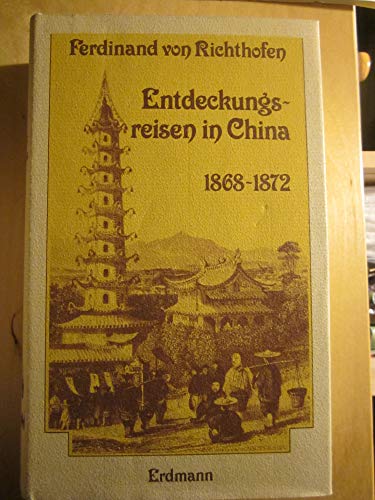 Ferdinand von Richthofen
Entdeckungs-
reisen in China
1868-1872
Erdmann